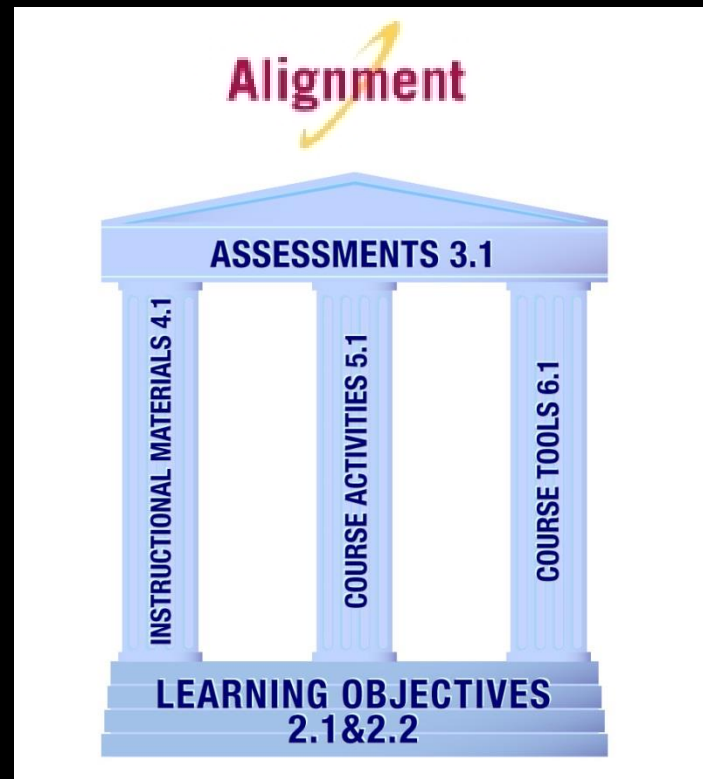 Alignment
ASSESSMENTS 3.1
INSTRUCTIONAL MATERIALS 4.1
COURSE ACTIVITIES 5.1
COURSE TOOLS 6.1
LEARNING OBJECTIVES
2.1&2.2